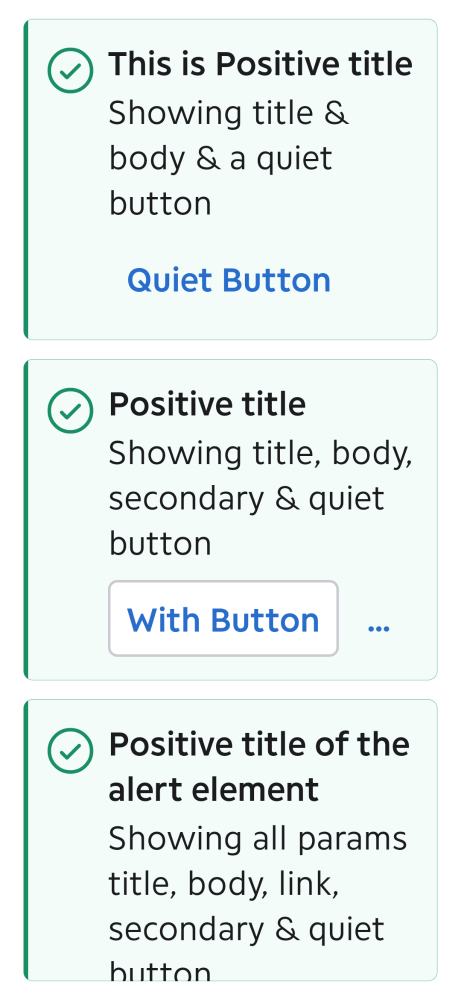 This is Positive title
Showing title &
body & a quiet
button
Quiet Button
Positive title
Showing title, body,
secondary & quiet
button
With Button ...
Positive title of the
alert element
Showing all params
title, body, link,
secondary & quiet
button